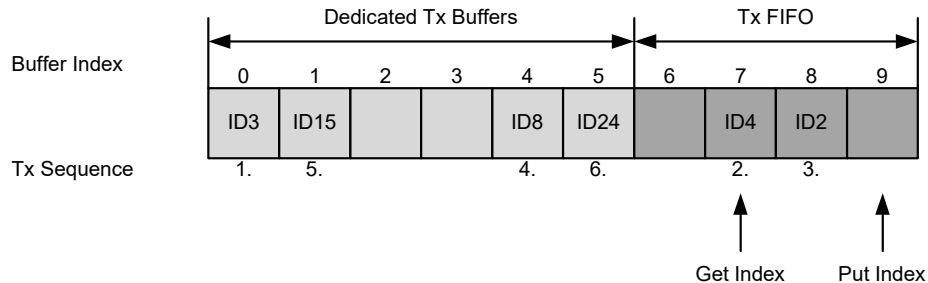 Dedicated Tx Buffers Tx FIFO
Buffer Index 0 1 2 3 4 5 6 7 8 9
ID3 ID15 ID8 ID24 ID4 ID2
Tx Sequence 1. 5. 4. 6. 2. 3.
Get Index Put Index